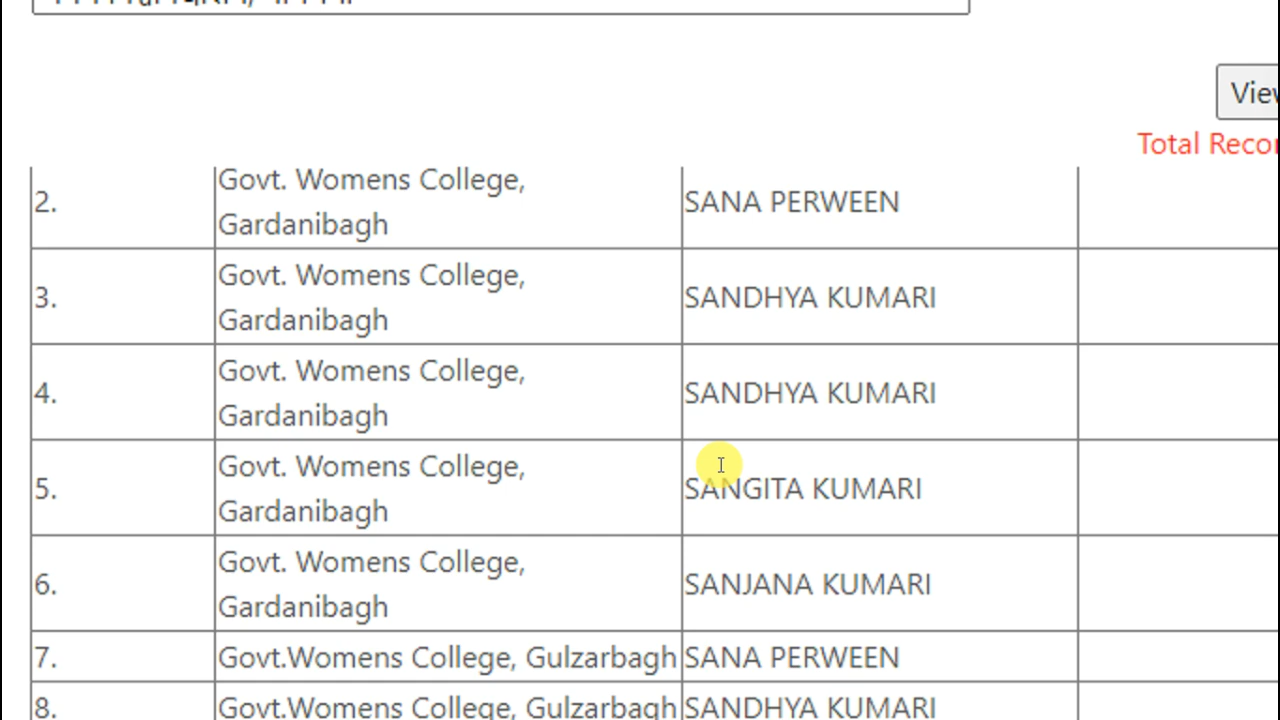 View
Total Recor
2.
Govt. Womens College,
Gardanibagh
SANA PERWEEN
3.
Govt. Womens College,
Gardanibagh
SANDHYA KUMARI
4.
Govt. Womens College,
Gardanibagh
SANDHYA KUMARI
5.
Govt. Womens College,
Gardanibagh
SANGITA KUMARI
6.
Govt. Womens College,
Gardanibagh
SANJANA KUMARI
7. Govt.Womens College, Gulzarbagh SANA PERWEEN
8. Govt.Womens College, Gulzarbagh SANDHYA KUMARI